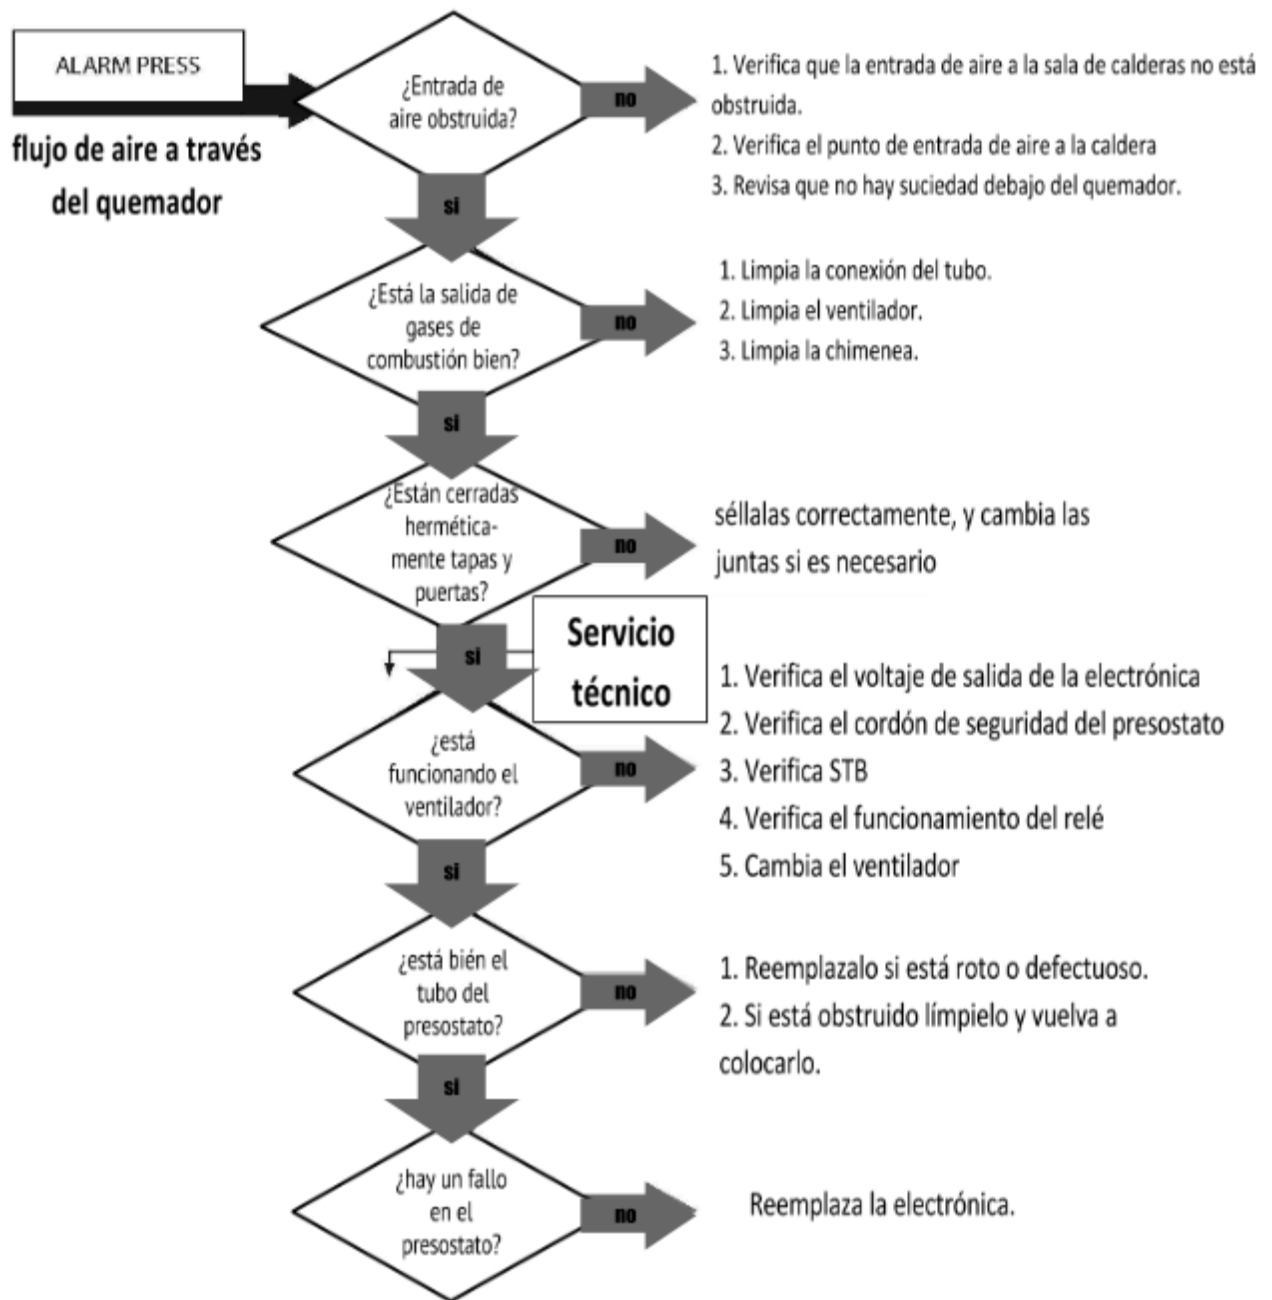 ALARM PRESS
flujo de aire a través
del quemador
¿Entrada de
aire obstruida?
no
1. Verifica que la entrada de aire a la sala de calderas no está
obstruida.
2. Verifica el punto de entrada de aire a la caldera
3. Revisa que no hay suciedad debajo del quemador.
si
¿Está la salida de
gases de
combustión bien?
no
1. Limpia la conexión del tubo.
2. Limpia el ventilador.
3. Limpia la chimenea.
si
¿Están cerradas
hermética-
mente tapas y
puertas?
no
séllalas correctamente, y cambia las
juntas si es necesario
si
Servicio
técnico
¿está
funcionando el
ventilador?
no
1. Verifica el voltaje de salida de la electrónica
2. Verifica el cordón de seguridad del presostato
3. Verifica STB
4. Verifica el funcionamiento del relé
5. Cambia el ventilador
si
¿está bién el
tubo del
presostato?
no
1. Reemplazalo si está roto o defectuoso.
2. Si está obstruido límpielo y vuelva a
colocarlo.
si
¿hay un fallo
en el
presostato?
no
Reemplaza la electrónica.